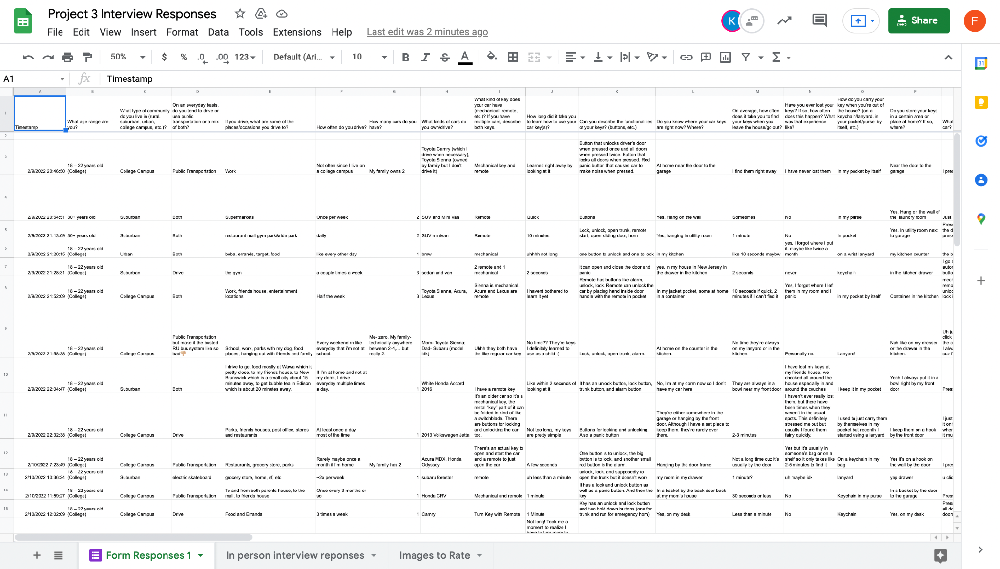 Project 3 Interview Responses
File Edit View Insert Format Data Tools Extensions Help Last edit was 2 minutes ago
K
Share
F
50% $ % .0 .00 123 Default (Ari... 10 B I S A Σ
31
A1 fx Timestamp
A B C D E F G H I J K L M N O P
1
Timestamp
What age range are
you?
What type of community
do you live in (rural,
suburban, urban,
college campus, etc.)?
On an everyday basis,
do you tend to drive or
use public
transportation or a mix
of both?
If you drive, what are some of the
places/occasions you drive to?
How often do you drive?
How many cars do you
have?
What kinds of cars do
you own/drive?
What kind of key does
your car have
(mechanical, remote,
etc.)? If you have
multiple cars, describe
both keys.
How long did it take you
to learn how to use your
car key(s)?
Can you describe the functionalities
of your keys? (buttons, etc.)
Do you know where your car keys
are right now? Where?
On average, how often
does it take you to find
your keys when you
leave the house/go out?
Have you ever lost your
keys? If so, how often
does this happen? What
was that experience
like?
How do you carry your
key when you're out of
the house? (on a
keychain/lanyard, in
your pocket/purse, by
itself, etc.)
Do you store your keys
in a certain area or
place at home? If so,
where?
What
car?
2
3
2/9/2022 20:46:50
18 – 22 years old
(College)
College Campus
Public Transportation
Work
Not often since I live on
a college campus
My family owns 2
Toyota Camry (which I
drive when necessary),
Toyota Sienna (owned
by family but I don't
drive it)
Mechanical key and
remote
Learned right away by
looking at it
Button that unlocks driver's door
when pressed once and all doors
when pressed twice. Button that
locks all doors when pressed. Red
panic button that causes car to
make noise when pressed.
At home near the door to the
garage
I find them right away
I have never lost them
In my pocket by itself
Near the door to the
garage
I pre
4
2/9/2022 20:54:51
30+ years old
Suburban
Both
Supermarkets
Once per week
2
SUV and Mini Van
Remote
Quick
Buttons
Yes. Hang on the wall
Sometimes
No
In my purse
Yes. Hang on the wall of
the laundry room
Just
5
2/9/2022 21:13:09
30+ years old
Suburban
Both
restaurant mall gym park&ride park
daily
2
SUV minivan
Remote
10 minutes
Lock, unlock, open trunk, remote
start, open sliding door, horn
Yes, hanging in utility room
1 minute
No
In pocket
Yes. In utility room next
to garage
Pres
the d
pres
6
2/9/2022 21:20:15
18 – 22 years old
(College)
Urban
Both
boba, errands, target, food
like every other day
1
bmw
mechanical
uhhhh not long
one button to unlock and one to lock
in my kitchen
like 10 seconds maybw
yes, i forgot where i put
it. maybe like twice a
month
on a wrist lanyard
my kitchen counter
the b
7
2/9/2022 21:28:31
18 – 22 years old
(College)
Suburban
Drive
the gym
a couple times a week
3
sedan and van
2 remote and 1
mechanical
2 seconds
it can open and close the door and
panic
yes. in my house in New Jersey in
the drawer in the kitchen
2 seconds
never
keychain
in the kitchen drawer
I go
auto
butto
8
2/9/2022 21:52:09
18 – 22 years old
(College)
College Campus
Both
Work, friends house, entertainment
locations
Half the week
3
Toyota Sienna, Acura,
Lexus
Sienna is mechanical.
Acura and Lexus are
remote
I havent bothered to
learn it yet
Remote has buttons like alarm,
unlock, lock. Remote can unlock the
car by placing hand inside door
handle with the remote in pocket
In my jacket pocket, some at home
in a container
10 seconds if quick, 2
minutes if I can't find it
Yes, I forget where I left
them in my room and I
panic
in my pocket by itself
Container in the kitchen
mech
remo
unlo
lock
9
2/9/2022 21:58:38
18 – 22 years old
(College)
College Campus
Public Transportation
but make it the busted
RU bus system like so
bad👎🏼
School, work, parks with my dog, food
places, hanging out with friends and family
Every weekend rn like
everyday that i'm not at
school.
Me- zero. My family-
technically anywhere
between 2-4,... but
really 2.
Mom- Toyota Sienna;
Dad- Subaru (model
idk)
Uhhh they both have
the like regular car key.
No time?? They're keys
I definitely learned to
use as a child :)
Lock, unlock, open trunk, alarm.
At home on the counter in the
kitchen.
No time they're always
on my lanyard or in the
kitchen.
Personally no.
Lanyard!
Nah like on my dresser
or the drawer in the
kitchen.
Uh ju
click
the c
I alw
cuz i
10
2/9/2022 22:04:47
18 – 22 years old
(College)
Suburban
Both
I drive to get food mostly at Wawa which is
pretty close, to my friends house, to New
Brunswick which is a small city about 15
minutes away, to get bubble tea in Edison
which is about 20 minutes away.
If I'm at home and not at
my dorm, I drive
everyday multiple times
a day.
1
White Honda Accord
2016
I have a remote key
Like within 2 seconds of
looking at it
It has an unlock button, lock button,
trunk button, and alarm button
No, I'm at my dorm now so I don't
have my car here
They are always in a
bowl near my front door
I have lost my keys at
my friend house, we
checked all around the
house especially in and
around the couches
I keep it in my pocket
Yeah I always put it in a
bowl right by my front
door
Pres
11
2/9/2022 22:32:38
18 – 22 years old
(College)
College Campus
Drive
Parks, friends houses, post office, stores
and restaurants
At least once a day
most of the time
1
2013 Volkswagen Jetta
It's an older car so it's a
mechanical key, the
metal "key" part of it can
be folded in kind of like
a switchblade. There
are buttons for locking
and unlocking the car
too.
Not too long, my keys
are pretty simple
Buttons for locking and unlocking.
Also a panic button
They're either somewhere in the
garage or hanging by the front
door. Although I have a set place to
keep them, they're rarely ever
there.
2-3 minutes
I haven't ever really lost
them, but there have
been times when they
weren't in the usual
spots. This definitely
stressed me out but
usually I found them
fairly quickly.
I used to just carry them
by themselves in my
pocket but recently I
started using a lanyard
I keep them on a hook
by the front door
I just
it onl
wher
it mu
12
2/10/2022 7:23:49
18 – 22 years old
(College)
College Campus
Public Transportation
Restaurants, grocery store, parks
Rarely maybe once a
month if I'm home
My family has 2
Acura MDX, Honda
Odyssey
There's an actual key to
open and start the car
and a remote to just
open the car
A few seconds
One button is to unlock, the big
button is to lock, and another small
red button is the alarm.
Hanging by the door frame
Not a long time cuz it's
usually by the door
Yes but it's usually in
someone's bag or on a
shelf so it only takes like
2-5 minutes to find it
On a keychain in my
bag
Yes it's on a hook on
the wall by the door
I pre
13
2/10/2022 10:36:24
18 – 22 years old
(College)
Suburban
electric skateboard
grocery store, home, sf, etc
~2x per week
1
subaru forester
remote
uh less than a minute
unlock, lock, and supposedly to
open the trunk but it doesn't work
my room in my drawer
1 minute?
uh maybe idk
lanyard
yep drawer
u clic
14
2/10/2022 11:59:27
18 – 22 years old
(College)
College Campus
Public Transportation
To and from both parents house, to the
mall, to friends house
Once every 3 months or
so
1
Honda CRV
Mechanical and remote
1 minute
It has a lock and unlock button as
well as a panic button. And then the
key
In a basket by the back door back
at my mom's house
30 seconds or less
No
Keychain in my purse
In a basket by the door
to the garage
Pres
15
2/10/2022 12:02:09
18 – 22 years old
(College)
College Campus
Drive
Food and Errands
3 times a week
1
Camry
Turn Key with Remote
1 Minute
Key has an unlock and lock button
and two hold down buttons (one for
trunk and run for emergency horn)
Yes, on my desk
Less than a minute
No
Keychain
Yes, on my desk
Pres
all do
door
Not long! Took me a
moment to realize I
have to turn more to
Form Responses 1
In person interview reponses
Images to Rate